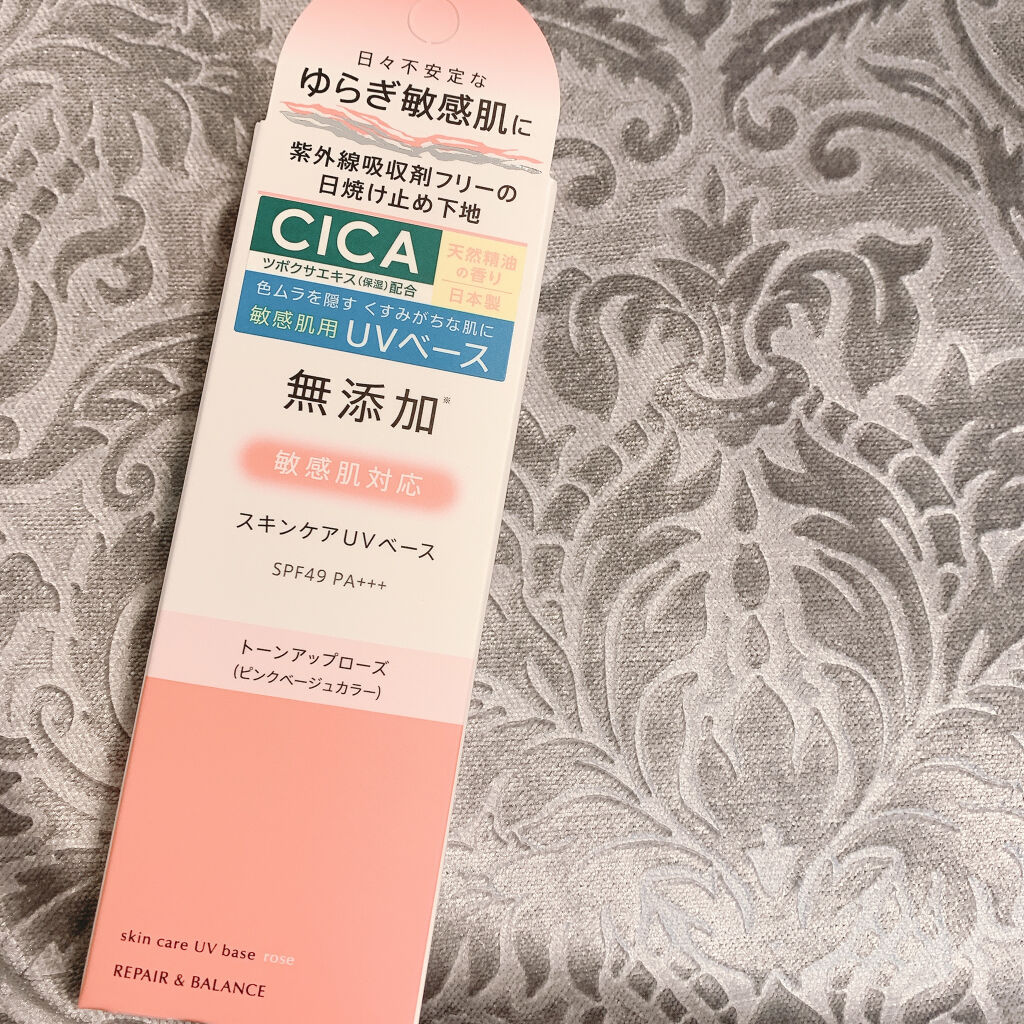 日々不安定な
ゆらぎ敏感肌に
紫外線吸収剤フリーの
日焼け止め下地
CICA
ツボクサエキス(保湿)配合
天然精油
の香り
日本製
色ムラを隠す くすみがちな肌に
敏感肌用 UVベース
無添加※
敏感肌対応
スキンケアUVベース
SPF49 PA+++
トーンアップローズ
(ピンクベージュカラー)
skin care UV base rose
REPAIR & BALANCE